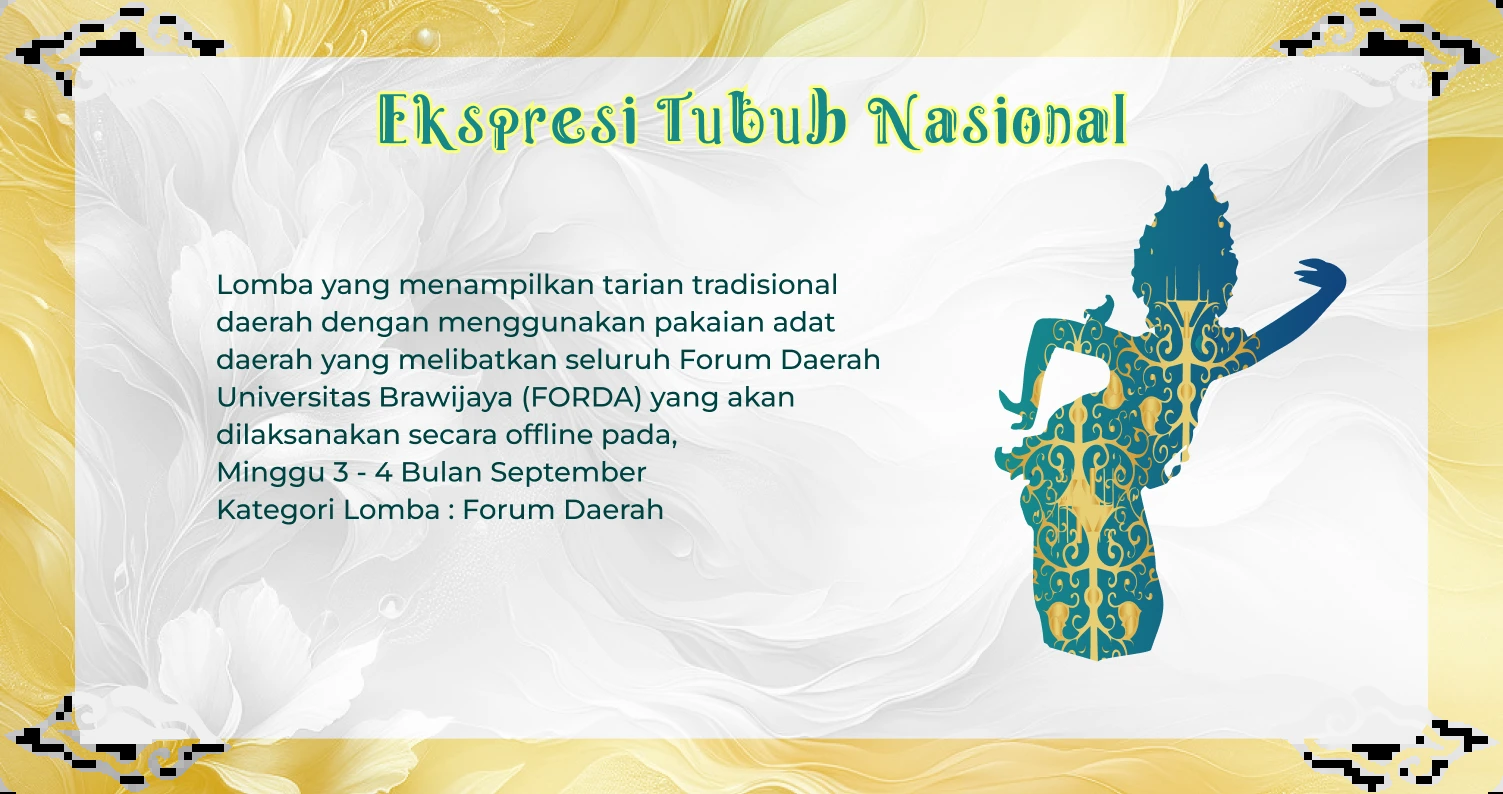 Ekspresi Tubuh Nasional
Lomba yang menampilkan tarian tradisional
daerah dengan menggunakan pakaian adat
daerah yang melibatkan seluruh Forum Daerah
Universitas Brawijaya (FORDA) yang akan
dilaksanakan secara offline pada,
Minggu 3 - 4 Bulan September
Kategori Lomba : Forum Daerah